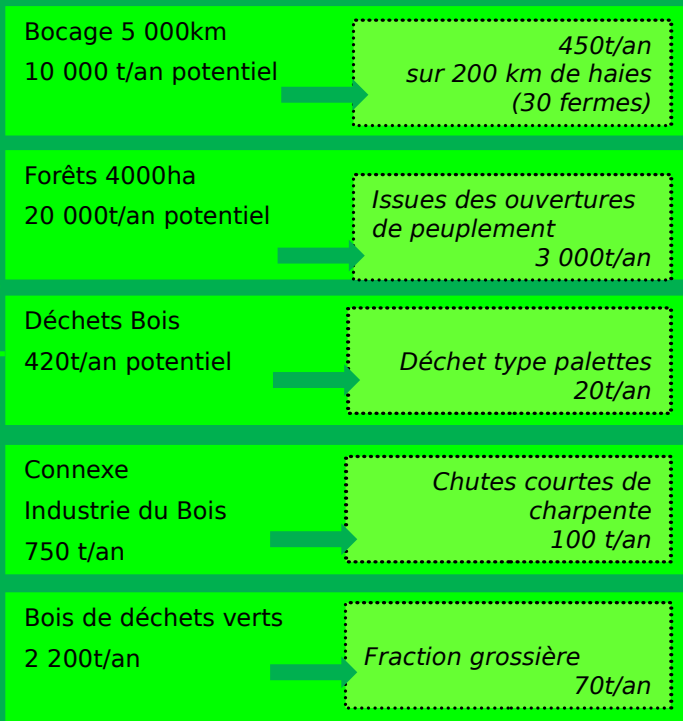 Bocage 5 000km
10 000 t/an potentiel
450t/an
sur 200 km de haies
(30 fermes)
Forêts 4000ha
20 000t/an potentiel
Issues des ouvertures
de peuplement
3 000t/an
Déchets Bois
420t/an potentiel
Déchet type palettes
20t/an
Connexe
Industrie du Bois
750 t/an
Chutes courtes de
charpente
100 t/an
Bois de déchets verts
2 200t/an
Fraction grossière
70t/an